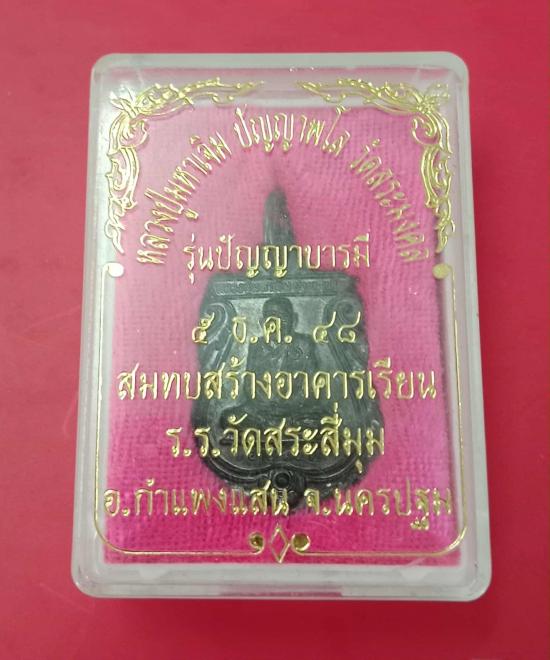 หลวงปู่มหาเจิม ปัญญาพโล วัดสระมงคล
รุ่นปัญญาบารมี
๕ ธ.ค. ๔๘
สมทบสร้างอาคารเรียน
ร.ร.วัดสระสี่มุม
อ.กำแพงแสน จ.นครปฐม